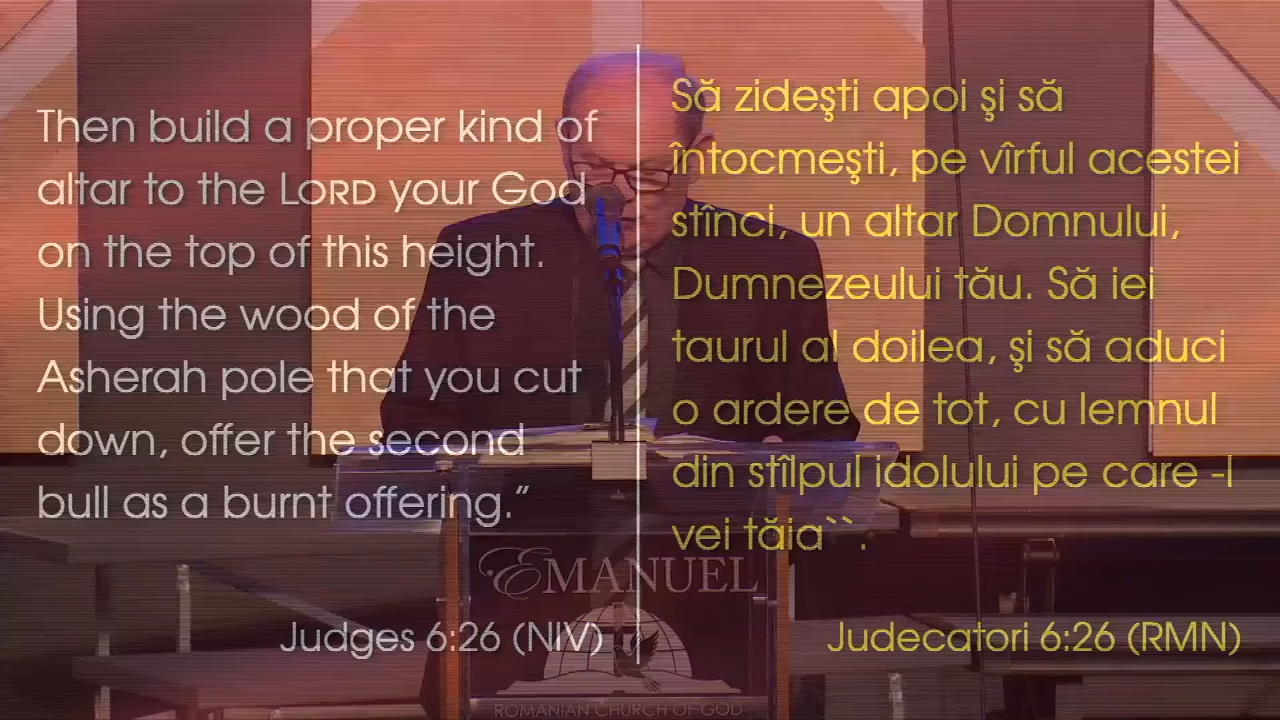 Then build a proper kind of
altar to the LORD your God
on the top of this height.
Using the wood of the
Asherah pole that you cut
down, offer the second
bull as a burnt offering.”
Judges 6:26 (NIV)
Să zideşti apoi şi să
întocmeşti, pe vîrful acestei
stînci, un altar Domnului,
Dumnezeului tău. Să iei
taurul al doilea, şi să aduci
o ardere de tot, cu lemnul
din stîlpul idolului pe care -l
vei tăia``.
Judecatori 6:26 (RMN)
EMANUEL
ROMANIAN CHURCH OF GOD